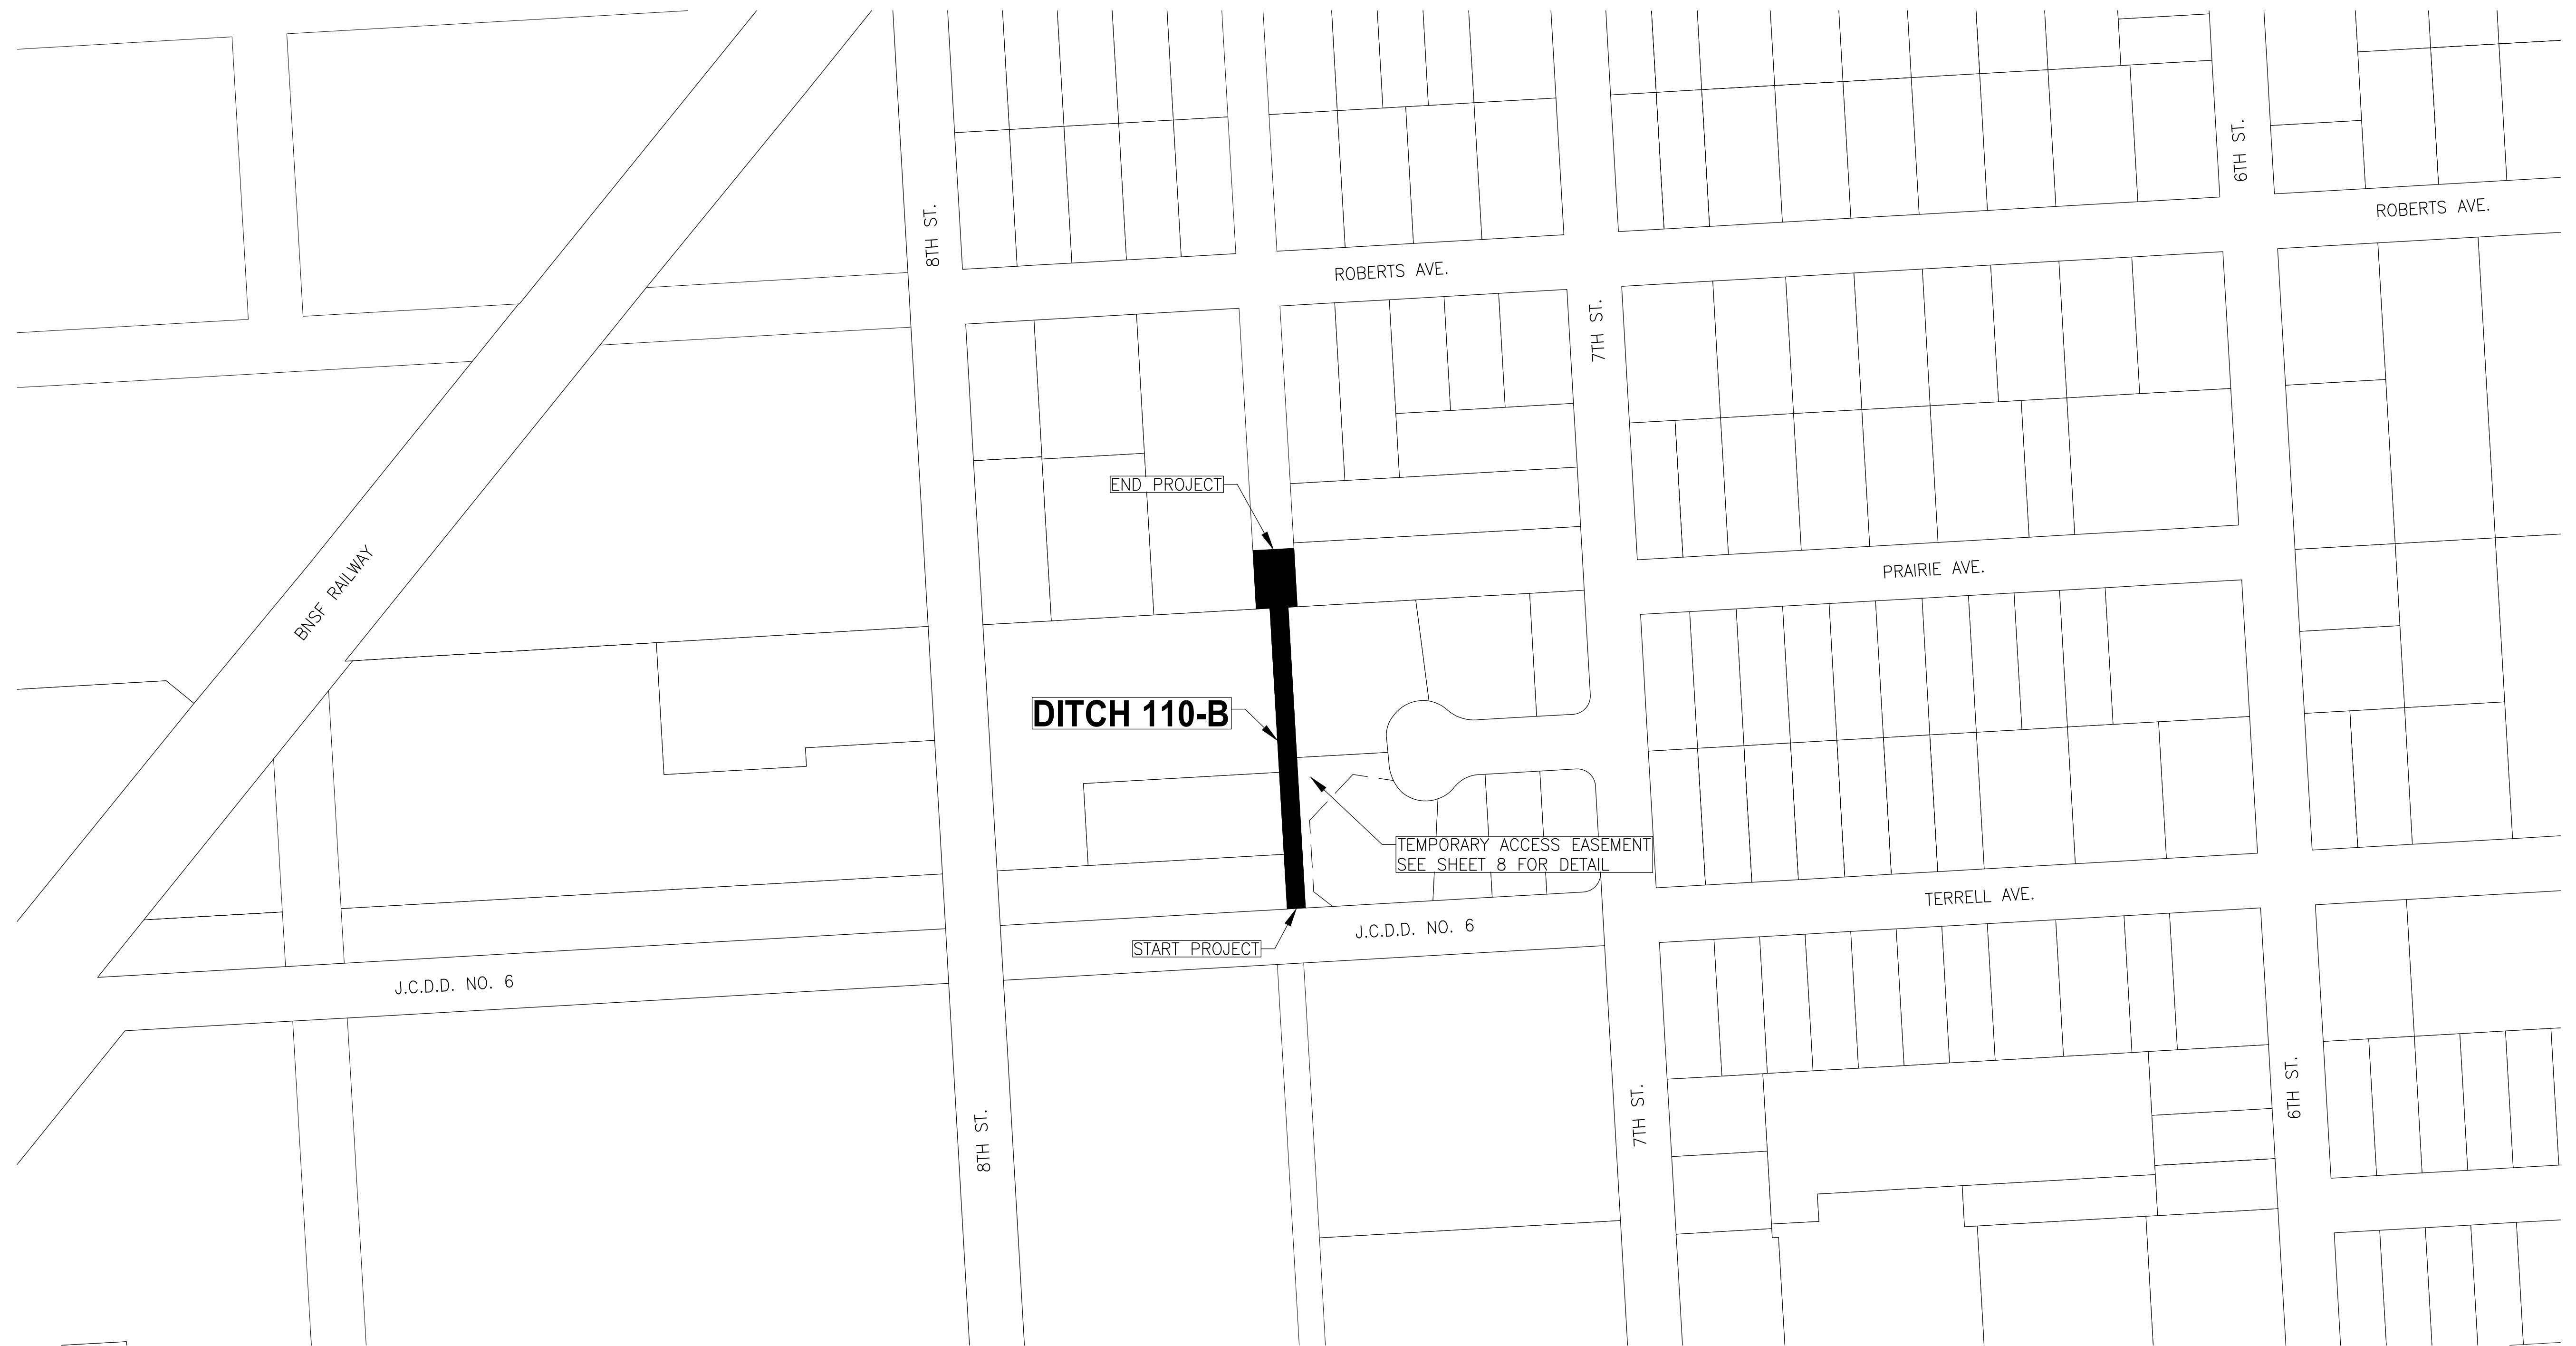 6TH ST.
ROBERTS AVE.
8TH ST.
ROBERTS AVE.
7TH ST.
END PROJECT
PRAIRIE AVE.
BNSF RAILWAY
DITCH 110-B
TEMPORARY ACCESS EASEMENT
SEE SHEET 8 FOR DETAIL
TERRELL AVE.
START PROJECT
J.C.D.D. NO. 6
J.C.D.D. NO. 6
8TH ST.
7TH ST.
6TH ST.